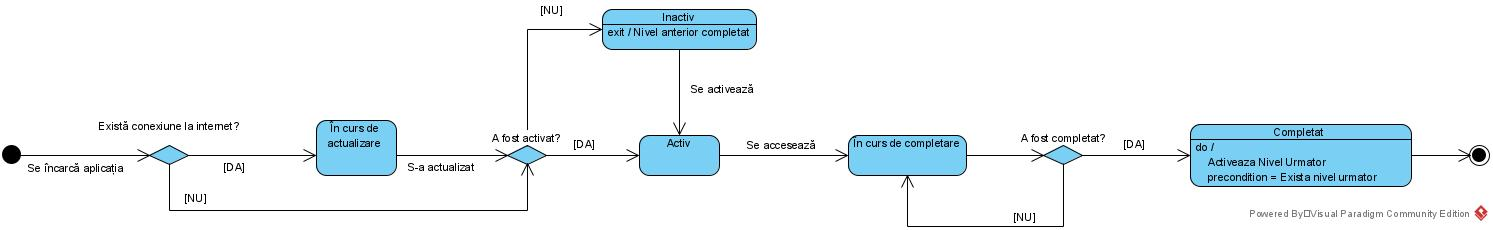 [NU]
Inactiv
exit / Nivel anterior completat
Se activează
Există conexiune la internet?
Se încarcă aplicația
[DA]
[NU]
În curs de
actualizare
S-a actualizat
A fost activat?
[DA]
Activ
Se accesează
În curs de completare
A fost completat?
[DA]
[NU]
Completat
do /
Activeaza Nivel Urmator
precondition = Exista nivel urmator
Powered By□Visual Paradigm Community Edition